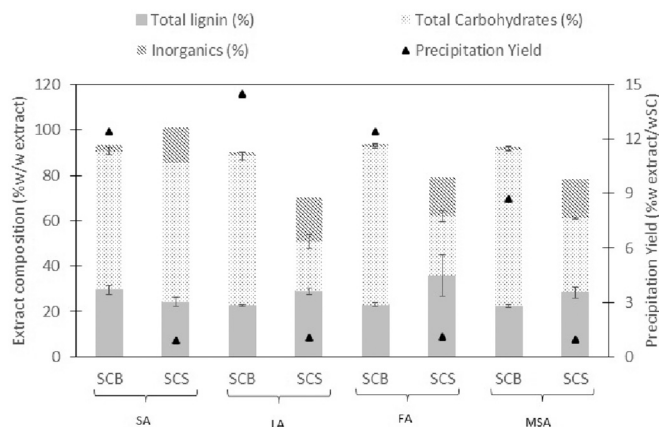 Total lignin (%) Total Carbohydrates (%)
Inorganics (%) Precipitation Yield
Extract composition (%w/w extract)
120
100
80
60
40
20
0
Precipitation Yield (%w extract/wSC)
15
12
9
6
3
0
SCB SCS SCB SCS SCB SCS SCB SCS
SA LA FA MSA